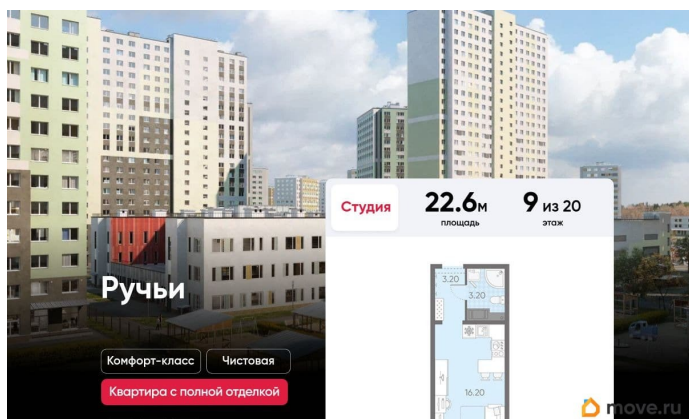 Студия
22.6м
площадь
9 из 20
этаж
3.20
3.20
Ручьи
Комфорт-класс
Чистовая
Квартира с полной отделкой
16.20
move.ru